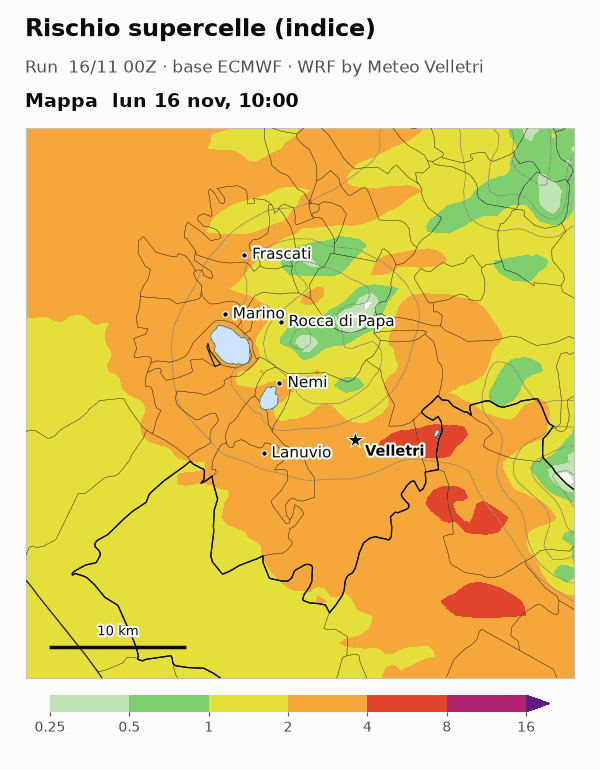 Rischio supercelle (indice)
Run  16/11 00Z · base ECMWF · WRF by Meteo Velletri
Mappa  lun 16 nov, 10:00
Frascati
Marino
Rocca di Papa
Nemi
Velletri
Lanuvio
10 km
0.25 0.5 1 2 4 8 16